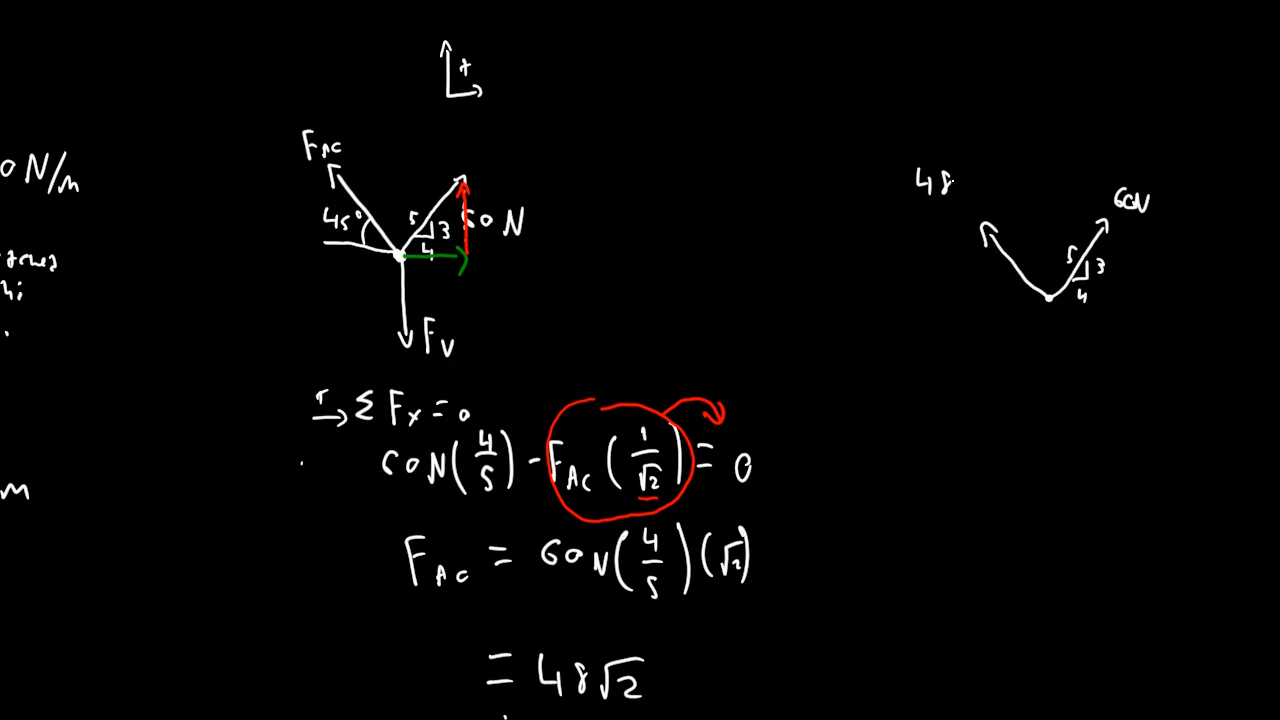 +
F_AC
0 N/m
48
60N
45°
5
3
60 N
4
5
3
4
F_V
+→ Σ F_x = 0
60N(4/5) - F_AC (1/√2) = 0
m
F_AC = 60N(4/5)(√2)
= 48√2